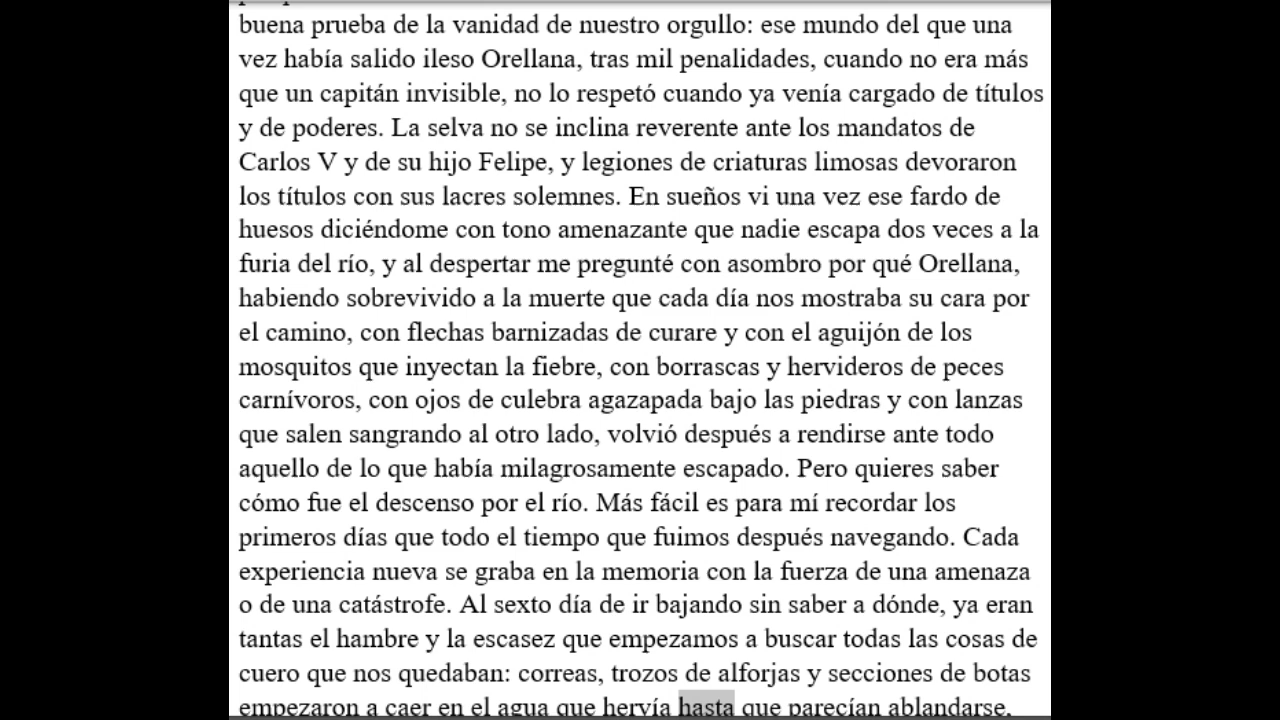 buena prueba de la vanidad de nuestro orgullo: ese mundo del que una
vez había salido ileso Orellana, tras mil penalidades, cuando no era más
que un capitán invisible, no lo respetó cuando ya venía cargado de títulos
y de poderes. La selva no se inclina reverente ante los mandatos de
Carlos V y de su hijo Felipe, y legiones de criaturas limosas devoraron
los títulos con sus lacres solemnes. En sueños vi una vez ese fardo de
huesos diciéndome con tono amenazante que nadie escapa dos veces a la
furia del río, y al despertar me pregunté con asombro por qué Orellana,
habiendo sobrevivido a la muerte que cada día nos mostraba su cara por
el camino, con flechas barnizadas de curare y con el aguijón de los
mosquitos que inyectan la fiebre, con borrascas y hervideros de peces
carnívoros, con ojos de culebra agazapada bajo las piedras y con lanzas
que salen sangrando al otro lado, volvió después a rendirse ante todo
aquello de lo que había milagrosamente escapado. Pero quieres saber
cómo fue el descenso por el río. Más fácil es para mí recordar los
primeros días que todo el tiempo que fuimos después navegando. Cada
experiencia nueva se graba en la memoria con la fuerza de una amenaza
o de una catástrofe. Al sexto día de ir bajando sin saber a dónde, ya eran
tantas el hambre y la escasez que empezamos a buscar todas las cosas de
cuero que nos quedaban: correas, trozos de alforjas y secciones de botas
empezaron a caer en el agua que hervía hasta que parecían ablandarse,